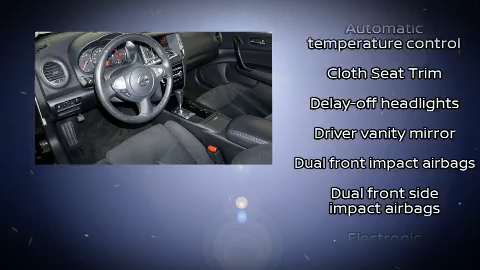 Automatic
temperature control
Cloth Seat Trim
Delay-off headlights
Driver vanity mirror
Dual front impact airbags
Dual front side
impact airbags
Electronic